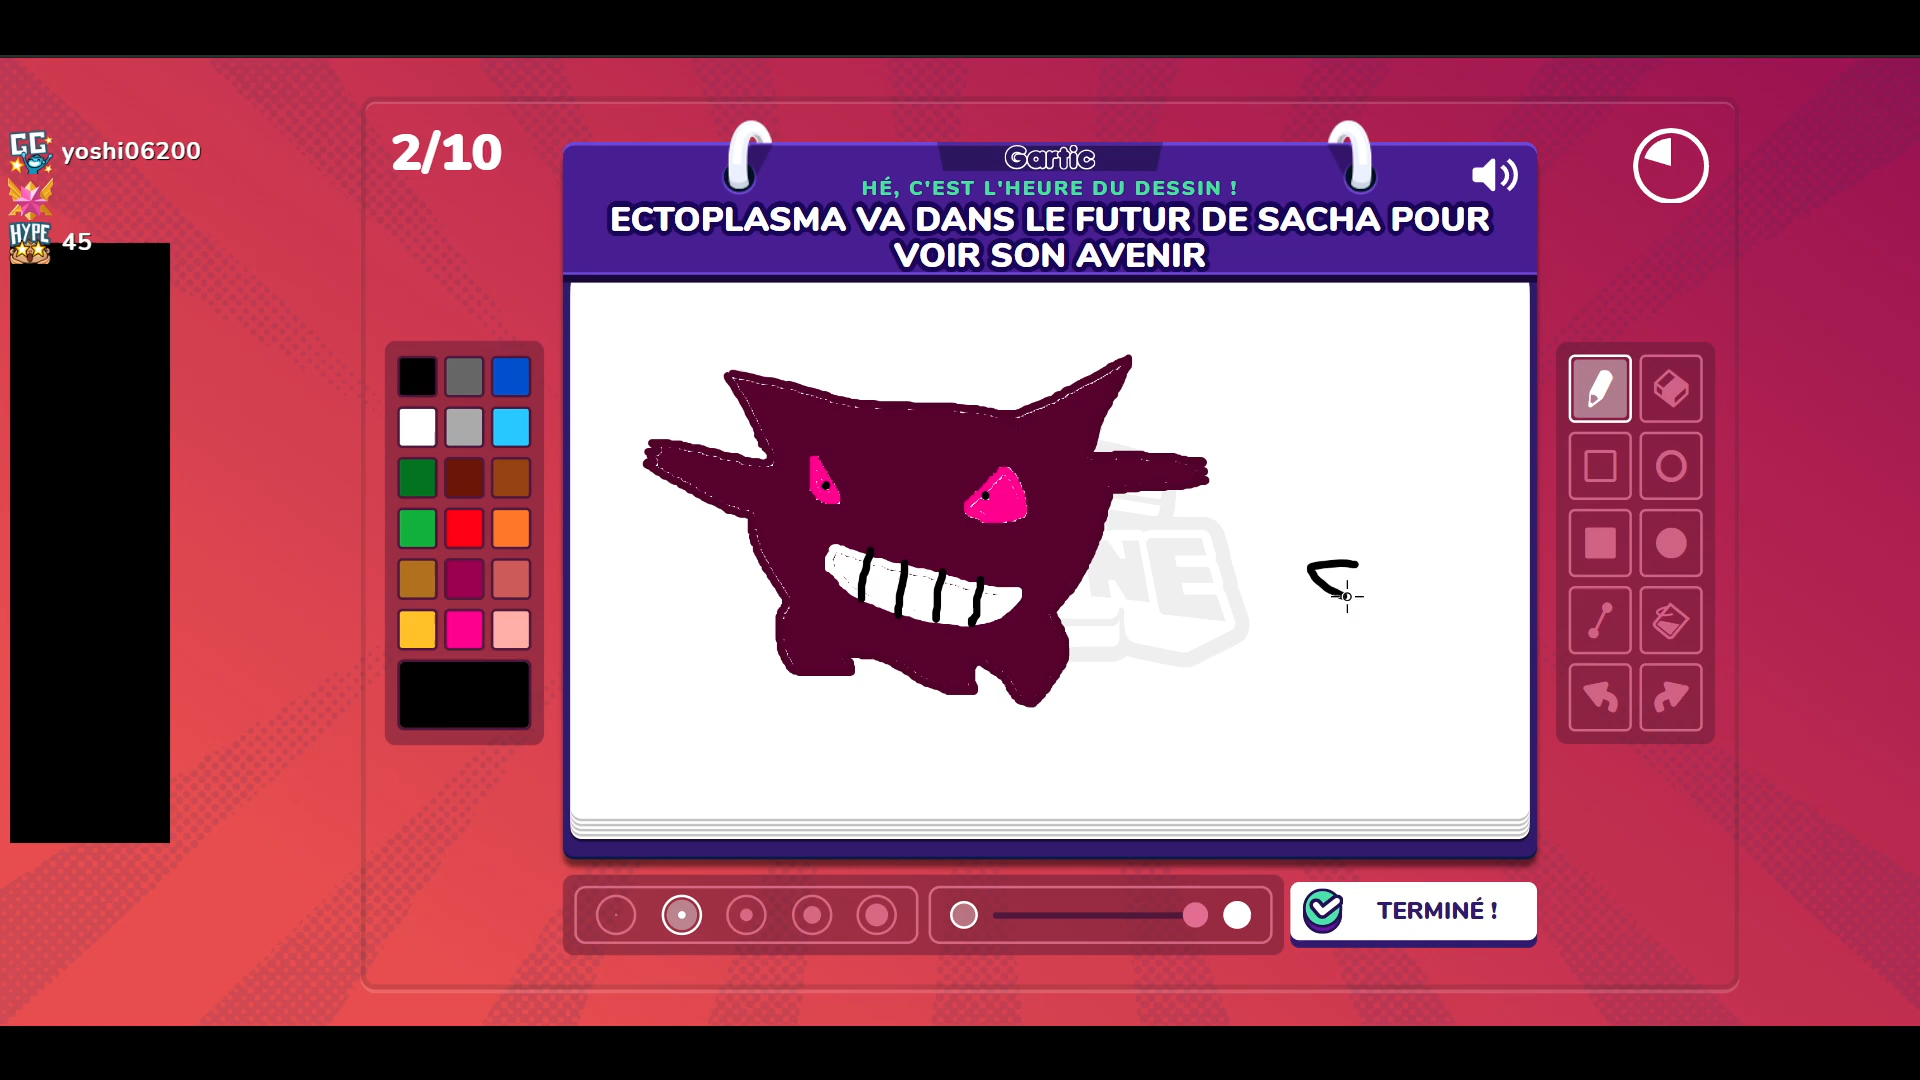 GG
yoshi06200
HYPE
45
2/10
Gartic
HÉ, C'EST L'HEURE DU DESSIN !
ECTOPLASMA VA DANS LE FUTUR DE SACHA POUR
VOIR SON AVENIR
TERMINÉ !